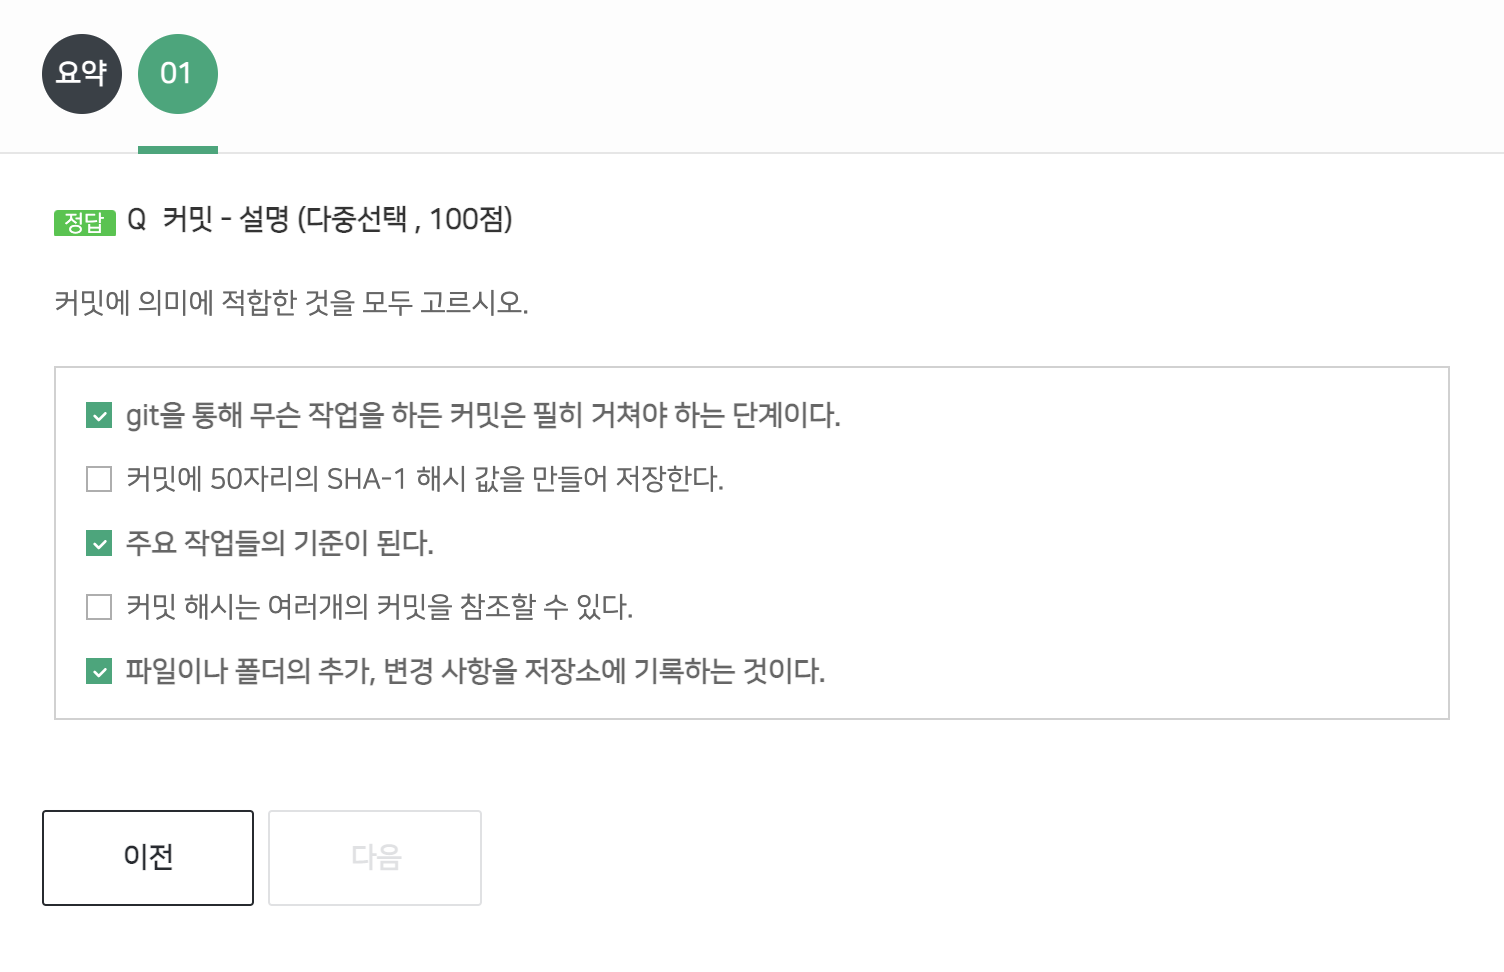 요약
01
정답 Q 커밋 - 설명 (다중선택 , 100점)
커밋에 의미에 적합한 것을 모두 고르시오.
git을 통해 무슨 작업을 하든 커밋은 필히 거쳐야 하는 단계이다.
커밋에 50자리의 SHA-1 해시 값을 만들어 저장한다.
주요 작업들의 기준이 된다.
커밋 해시는 여러개의 커밋을 참조할 수 있다.
파일이나 폴더의 추가, 변경 사항을 저장소에 기록하는 것이다.
이전
다음